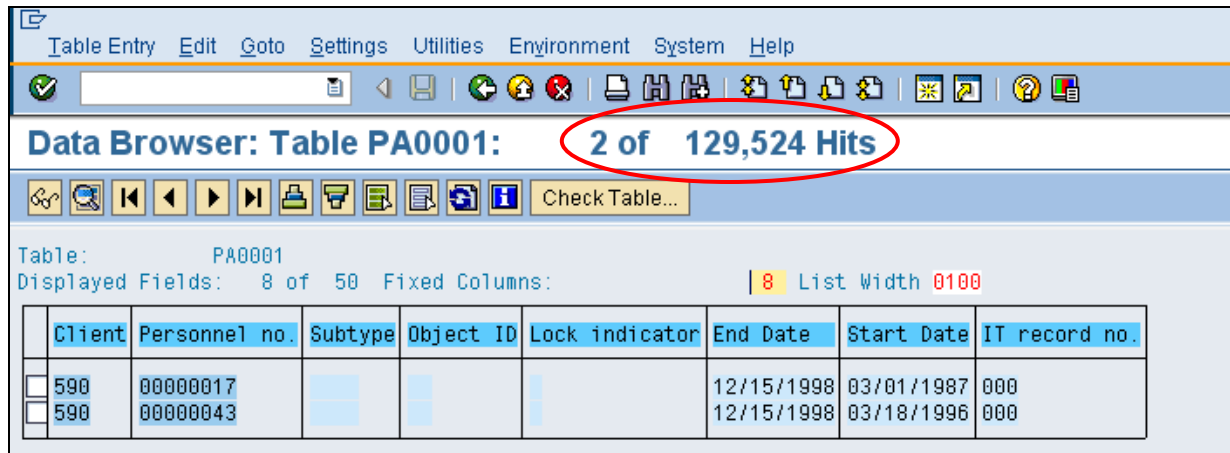 Table Entry Edit Goto Settings Utilities Environment System Help
Data Browser: Table PA0001: 2 of 129,524 Hits
Check Table...
Table: PA0001
Displayed Fields: 8 of 50 Fixed Columns: 8 List Width 0100
Client Personnel no. Subtype Object ID Lock indicator End Date Start Date IT record no.
590 00000017 12/15/1998 03/01/1987 000
590 00000043 12/15/1998 03/18/1996 000